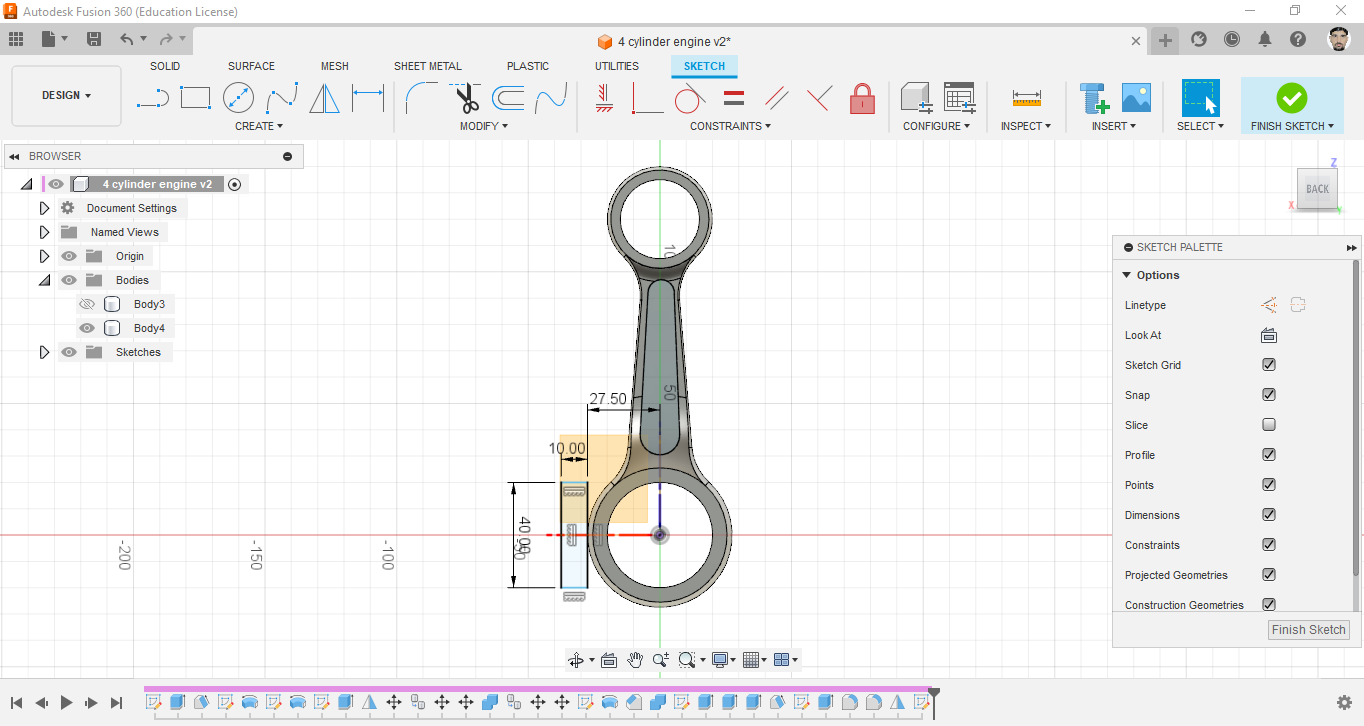 Autodesk Fusion 360 (Education License)
4 cylinder engine v2*
SOLID SURFACE MESH SHEET METAL PLASTIC UTILITIES SKETCH
DESIGN
CREATE MODIFY CONSTRAINTS CONFIGURE INSPECT INSERT SELECT FINISH SKETCH
BROWSER
4 cylinder engine v2
Document Settings
Named Views
Origin
Bodies
Body3
Body4
Sketches
Z
BACK
X
SKETCH PALETTE
Options
Linetype
Look At
Sketch Grid
Snap
Slice
Profile
Points
Dimensions
Constraints
Projected Geometries
Construction Geometries
Finish Sketch
50
27.50
10.00
40.00
-200
-150
-100